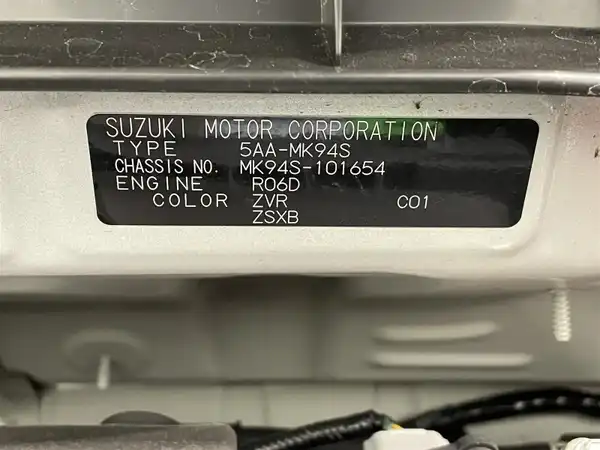 SUZUKI MOTOR CORPORATION
TYPE 5AA-MK94S
CHASSIS NO. MK94S-101654
ENGINE R06D
COLOR ZVR C01
ZSXB